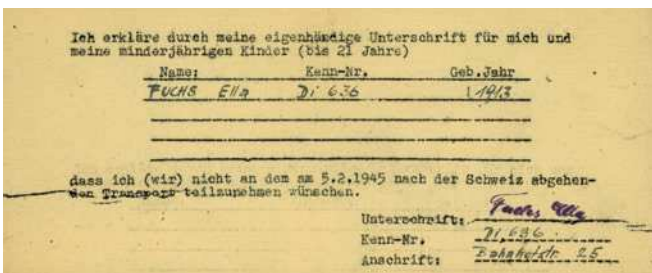 Ich erkläre durch meine eigenhändige Unterschrift für mich und
meine minderjährigen Kinder (bis 21 Jahre)
Name: Kenn-Nr. Geb.Jahr
FUCHS Ella Di 636 1913
dass ich (wir) nicht an dem am 5.2.1945 nach der Schweiz abgehen-
den Transport teilzunehmen wünschen.
Unterschrift: Fuchs Ella
Kenn-Nr. Di 636
Anschrift: Bahnhofstr. 25